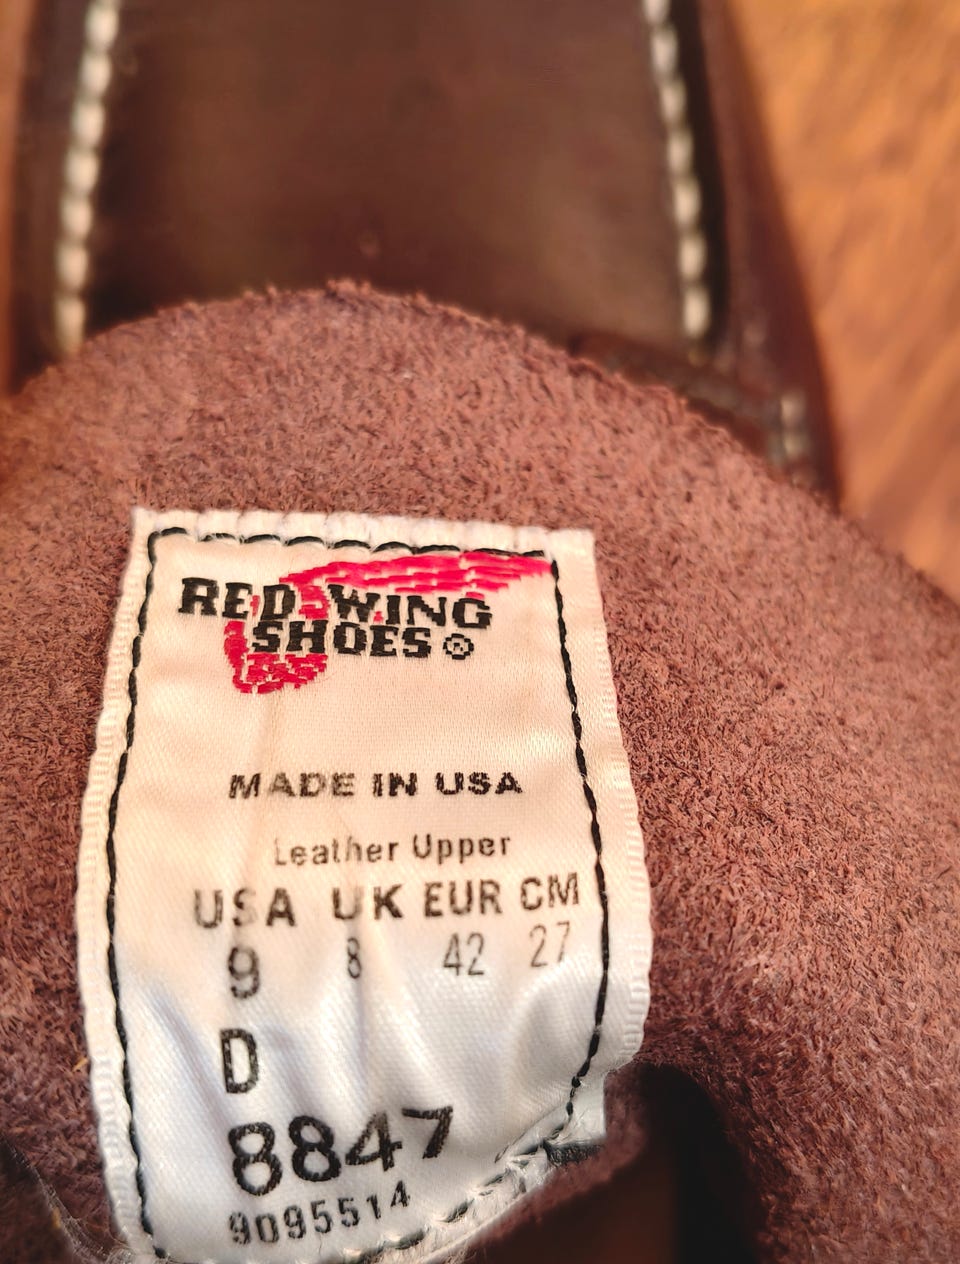 RED WING
SHOES ®
MADE IN USA
Leather Upper
USA UK EUR CM
9 8 42 27
D
8847
9095514